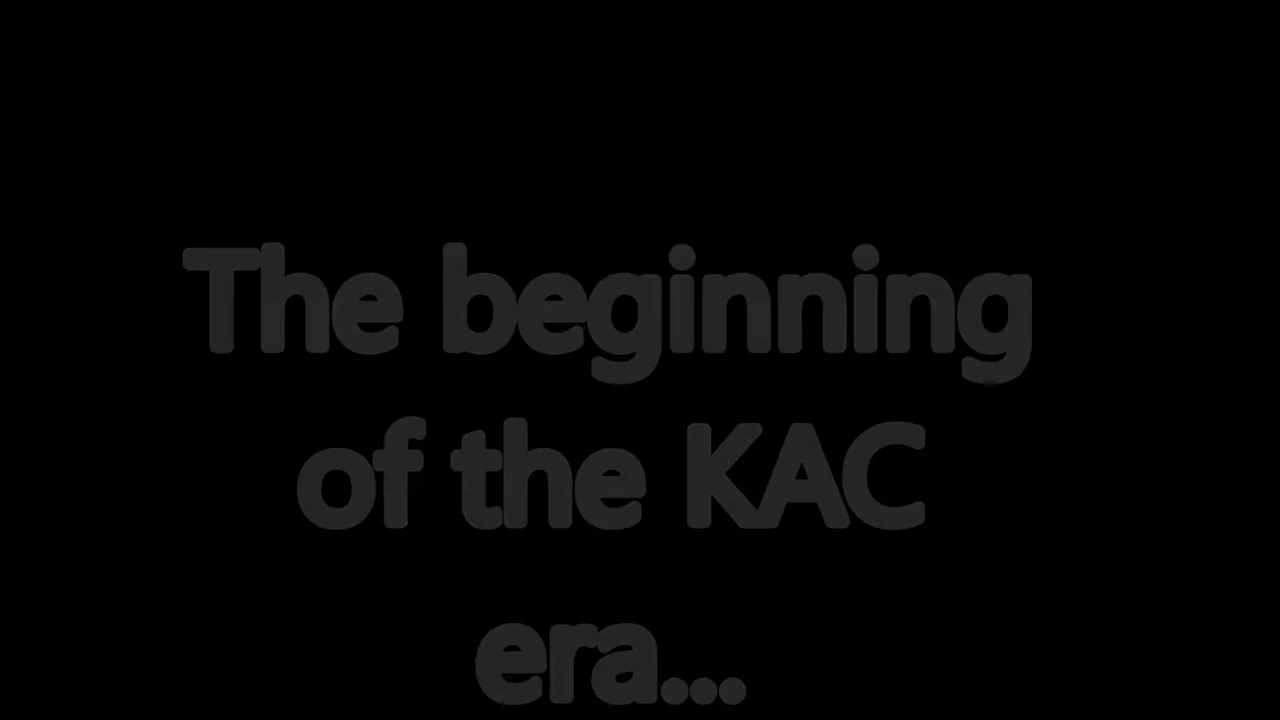 The beginning
of the KAC
era...